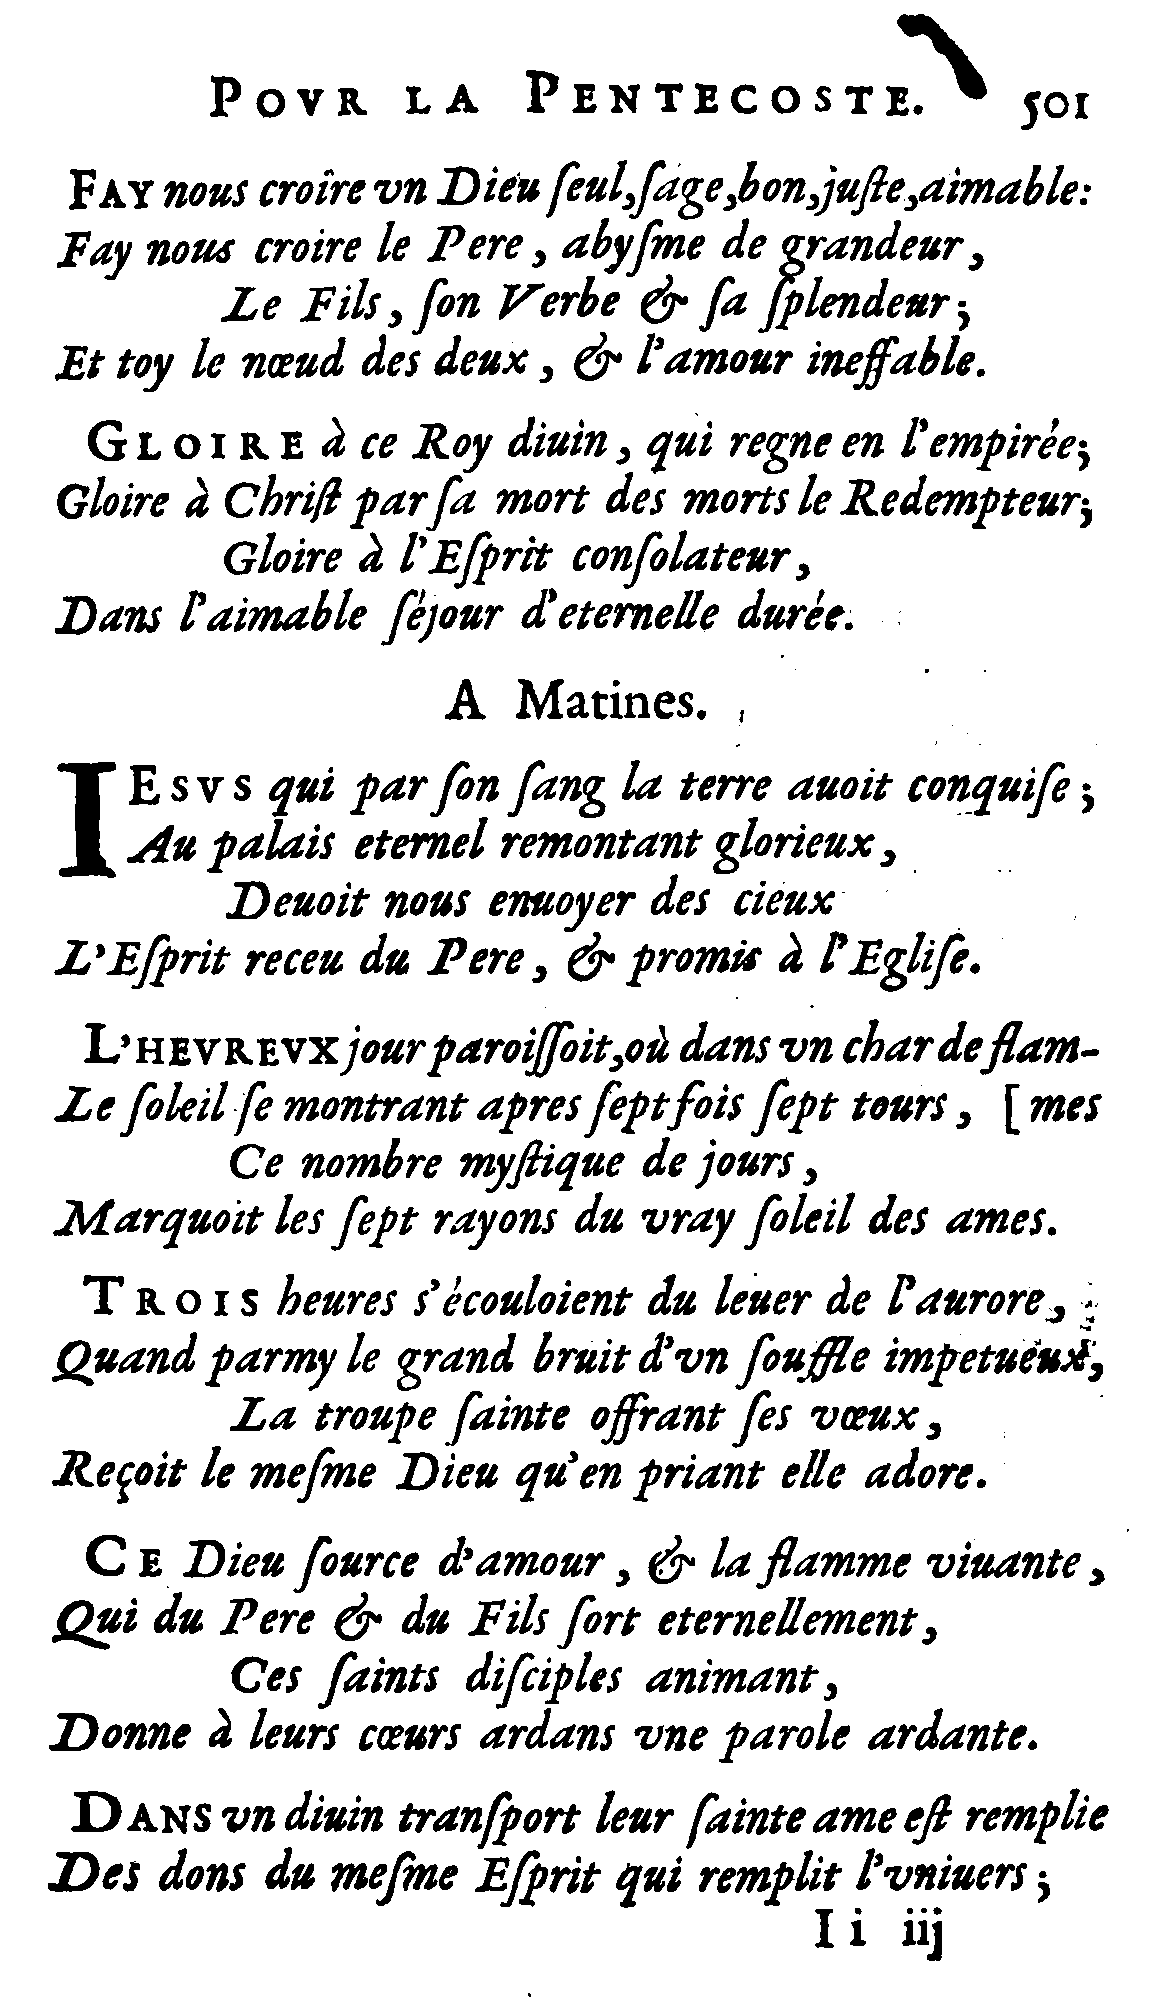 POVR LA PENTECOSTE. 501
FAY nous croire vn Dieu ſeul,ſage,bon,juſte,aimable:
Fay nous croire le Pere, abyſme de grandeur,
Le Fils, ſon Verbe & ſa ſplendeur;
Et toy le nœud des deux, & l'amour ineffable.
GLOIRE à ce Roy diuin, qui regne en l'empirée;
Gloire à Chriſt par ſa mort des morts le Redempteur;
Gloire à l'Eſprit conſolateur,
Dans l'aimable ſéjour d'eternelle durée.
A Matines.
IESVS qui par ſon ſang la terre auoit conquiſe;
Au palais eternel remontant glorieux,
Deuoit nous enuoyer des cieux
L'Eſprit receu du Pere, & promis à l'Egliſe.
L'HEVREVX jour paroiſſoit,où dans vn char de flam-
Le ſoleil ſe montrant apres ſept fois ſept tours, [mes
Ce nombre myſtique de jours,
Marquoit les ſept rayons du vray ſoleil des ames.
TROIS heures s'écouloient du leuer de l'aurore,
Quand parmy le grand bruit d'vn ſouffle impetueux,
La troupe ſainte offrant ſes vœux,
Reçoit le meſme Dieu qu'en priant elle adore.
CE Dieu ſource d'amour, & la flamme viuante,
Qui du Pere & du Fils ſort eternellement,
Ces ſaints diſciples animant,
Donne à leurs cœurs ardans vne parole ardante.
DANS vn diuin tranſport leur ſainte ame eſt remplie
Des dons du meſme Eſprit qui remplit l'vniuers;
I i iij